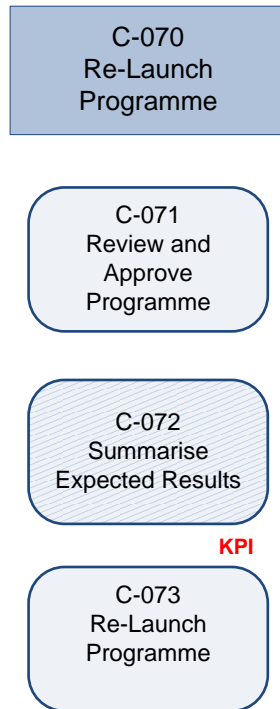 C-070
Re-Launch
Programme
C-071
Review and
Approve
Programme
C-072
Summarise
Expected Results
KPI
C-073
Re-Launch
Programme